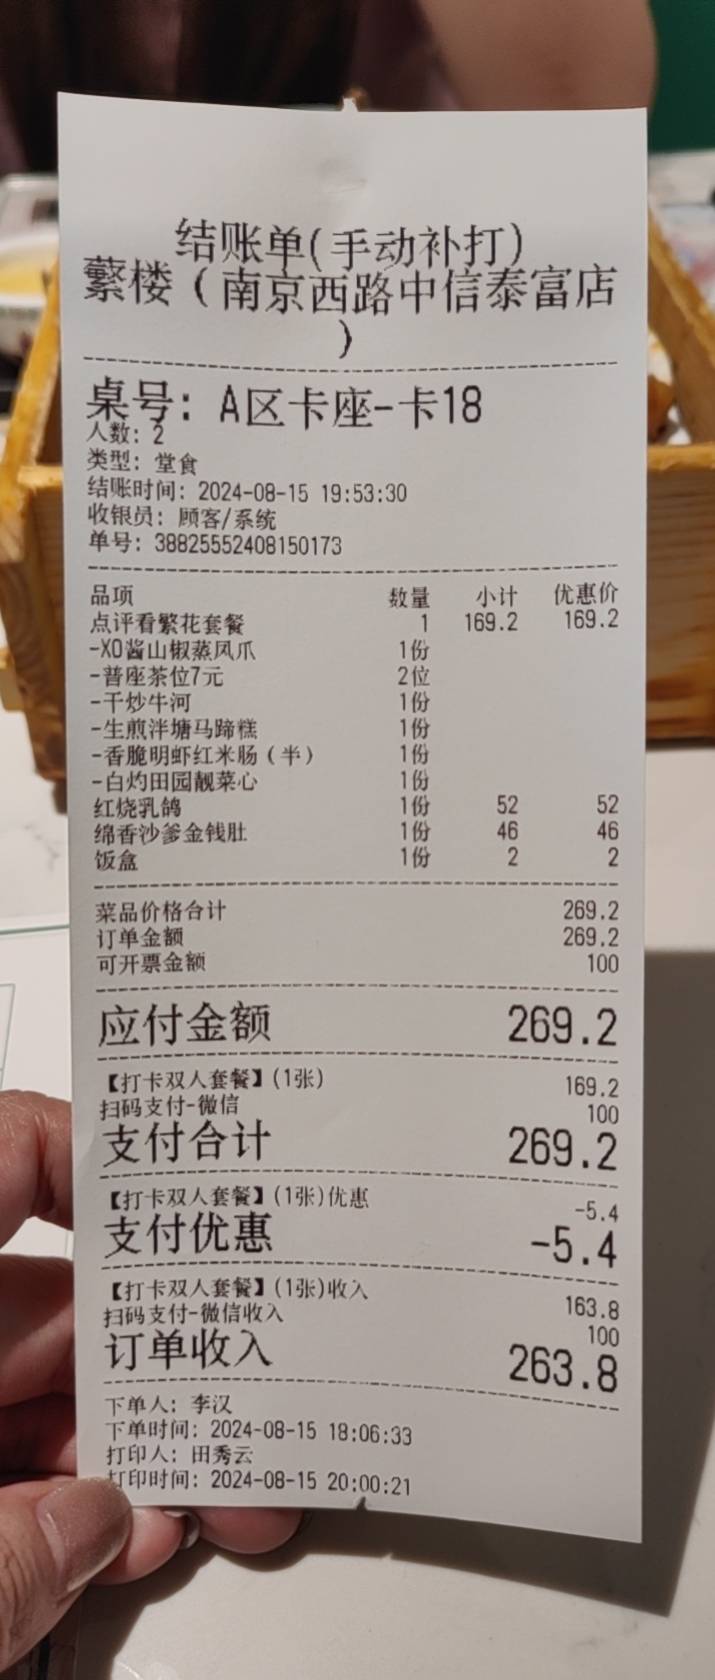 结账单(手动补打)
蘩楼（南京西路中信泰富店
）
桌号: A区卡座-卡18
人数: 2
类型: 堂食
结账时间: 2024-08-15 19:53:30
收银员: 顾客/系统
单号: 388255552408150173
品项 数量 小计 优惠价
点评看繁花套餐 1 169.2 169.2
-XO酱山椒蒸凤爪 1份
-普座茶位7元 2位
-干炒牛河 1份
-生煎泮塘马蹄糕 1份
-香脆明虾红米肠（半） 1份
-白灼田园靓菜心 1份
红烧乳鸽 1份 52 52
绵香沙爹金钱肚 1份 46 46
饭盒 1份 2 2
菜品价格合计 269.2
订单金额 269.2
可开票金额 100
应付金额 269.2
【打卡双人套餐】(1张) 169.2
扫码支付-微信 100
支付合计 269.2
【打卡双人套餐】(1张)优惠 -5.4
支付优惠 -5.4
【打卡双人套餐】(1张)收入 163.8
扫码支付-微信收入 100
订单收入 263.8
下单人: 李汉
下单时间: 2024-08-15 18:06:33
打印人: 田秀云
打印时间: 2024-08-15 20:00:21